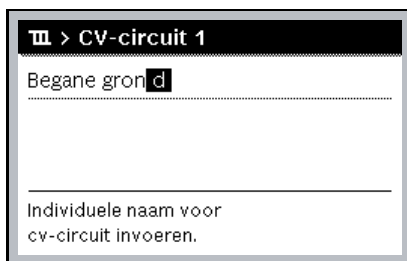 > CV-circuit 1
Begane grond
Individuele naam voor
cv-circuit invoeren.